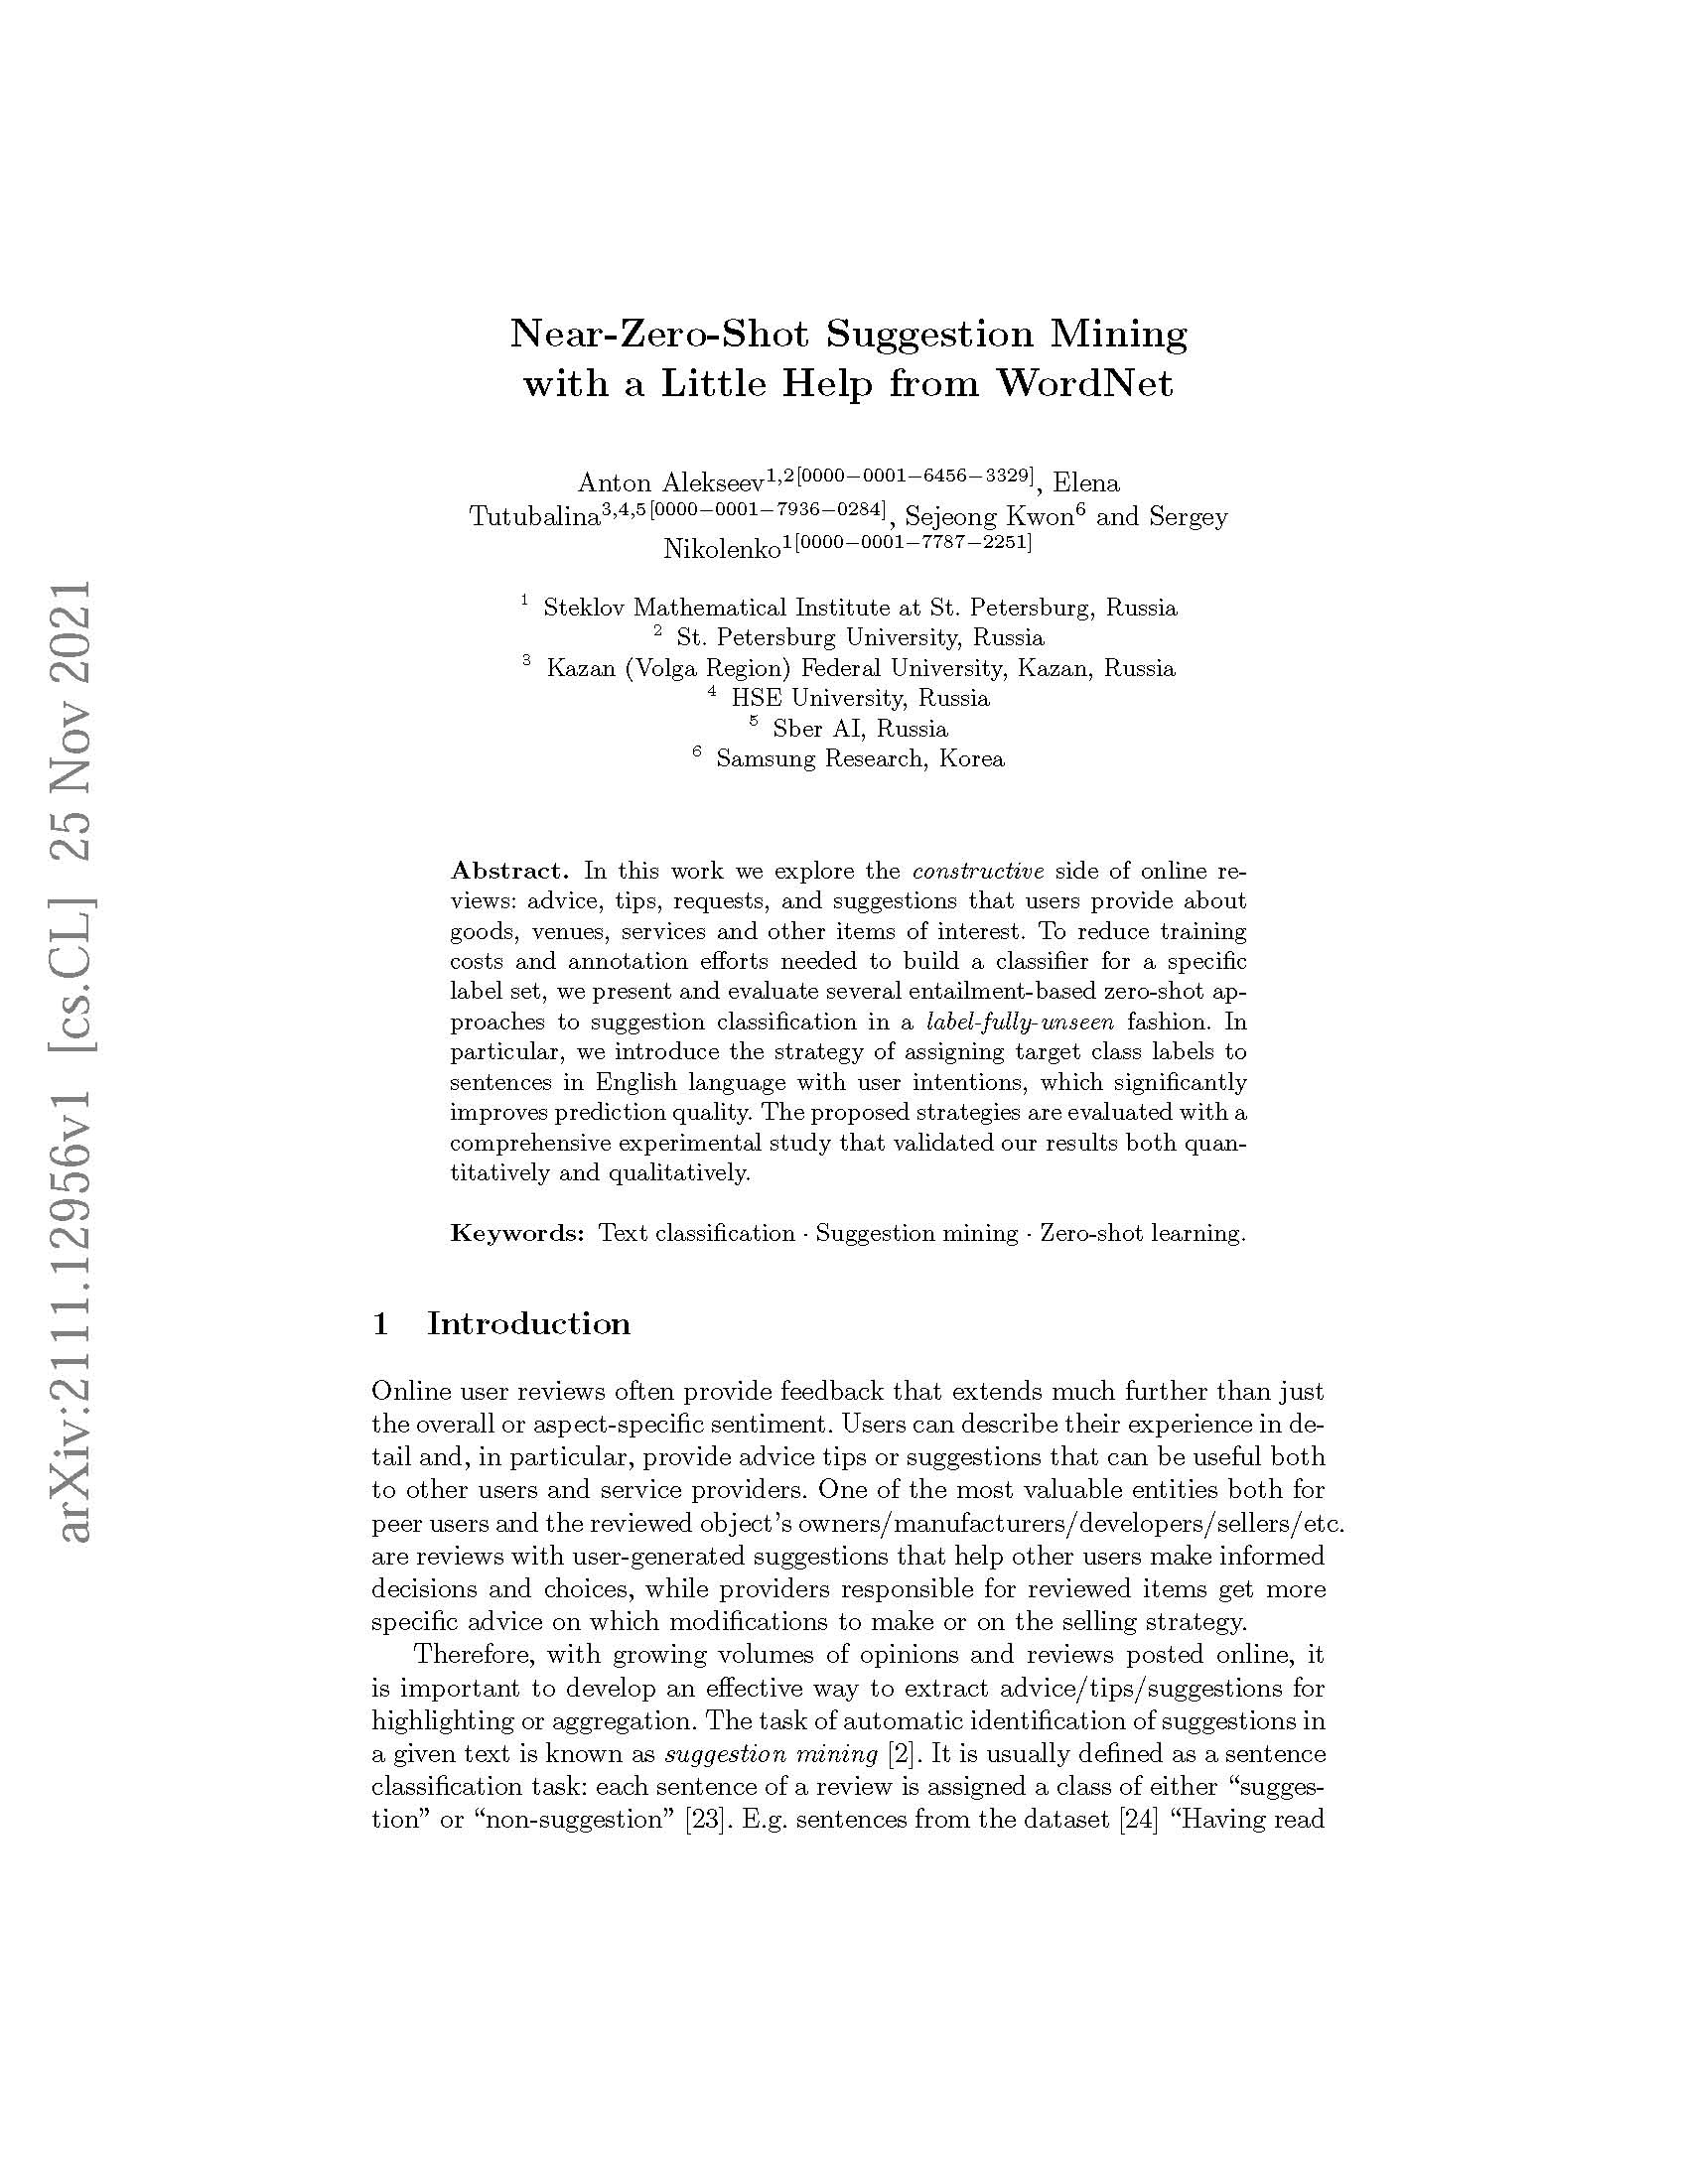 Near-Zero-Shot Suggestion Mining
with a Little Help from WordNet
Anton Alekseev1,2[0000−0001−6456−3329], Elena
Tutubalina3,4,5[0000−0001−7936−0284], Sejeong Kwon6 and Sergey
Nikolenko1[0000−0001−7787−2251]
1 Steklov Mathematical Institute at St. Petersburg, Russia
2 St. Petersburg University, Russia
3 Kazan (Volga Region) Federal University, Kazan, Russia
4 HSE University, Russia
5 Sber AI, Russia
6 Samsung Research, Korea
Abstract. In this work we explore the constructive side of online re-
views: advice, tips, requests, and suggestions that users provide about
goods, venues, services and other items of interest. To reduce training
costs and annotation efforts needed to build a classifier for a specific
label set, we present and evaluate several entailment-based zero-shot ap-
proaches to suggestion classification in a label-fully-unseen fashion. In
particular, we introduce the strategy of assigning target class labels to
sentences in English language with user intentions, which significantly
improves prediction quality. The proposed strategies are evaluated with a
comprehensive experimental study that validated our results both quan-
titatively and qualitatively.
Keywords: Text classification · Suggestion mining · Zero-shot learning.
1 Introduction
Online user reviews often provide feedback that extends much further than just
the overall or aspect-specific sentiment. Users can describe their experience in de-
tail and, in particular, provide advice tips or suggestions that can be useful both
to other users and service providers. One of the most valuable entities both for
peer users and the reviewed object's owners/manufacturers/developers/sellers/etc.
are reviews with user-generated suggestions that help other users make informed
decisions and choices, while providers responsible for reviewed items get more
specific advice on which modifications to make or on the selling strategy.
Therefore, with growing volumes of opinions and reviews posted online, it
is important to develop an effective way to extract advice/tips/suggestions for
highlighting or aggregation. The task of automatic identification of suggestions in
a given text is known as suggestion mining [2]. It is usually defined as a sentence
classification task: each sentence of a review is assigned a class of either “sugges-
tion” or “non-suggestion” [23]. E.g. sentences from the dataset [24] “Having read
arXiv:2111.12956v1 [cs.CL] 25 Nov 2021